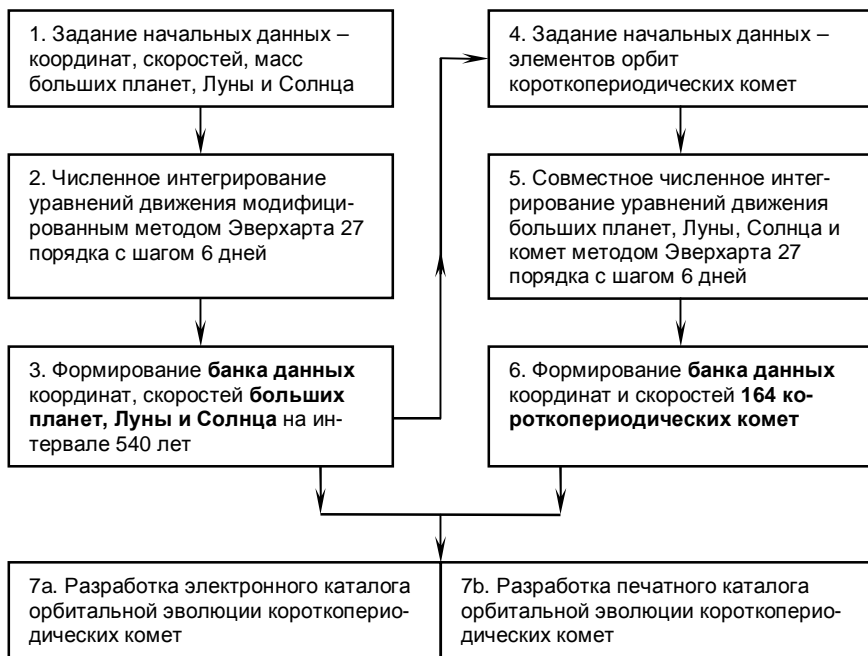 1. Задание начальных данных –
координат, скоростей, масс
больших планет, Луны и Солнца
2. Численное интегрирование
уравнений движения модифици-
рованным методом Эверхарта 27
порядка с шагом 6 дней
3. Формирование банка данных
координат, скоростей больших
планет, Луны и Солнца на ин-
тервале 540 лет
4. Задание начальных данных –
элементов орбит
короткопериодических комет
5. Совместное численное интег-
рирование уравнений движения
больших планет, Луны, Солнца и
комет методом Эверхарта 27
порядка с шагом 6 дней
6. Формирование банка данных
координат и скоростей 164 ко-
роткопериодических комет
7a. Разработка электронного каталога
орбитальной эволюции короткоперио-
дических комет
7b. Разработка печатного каталога
орбитальной эволюции короткопери-
одических комет